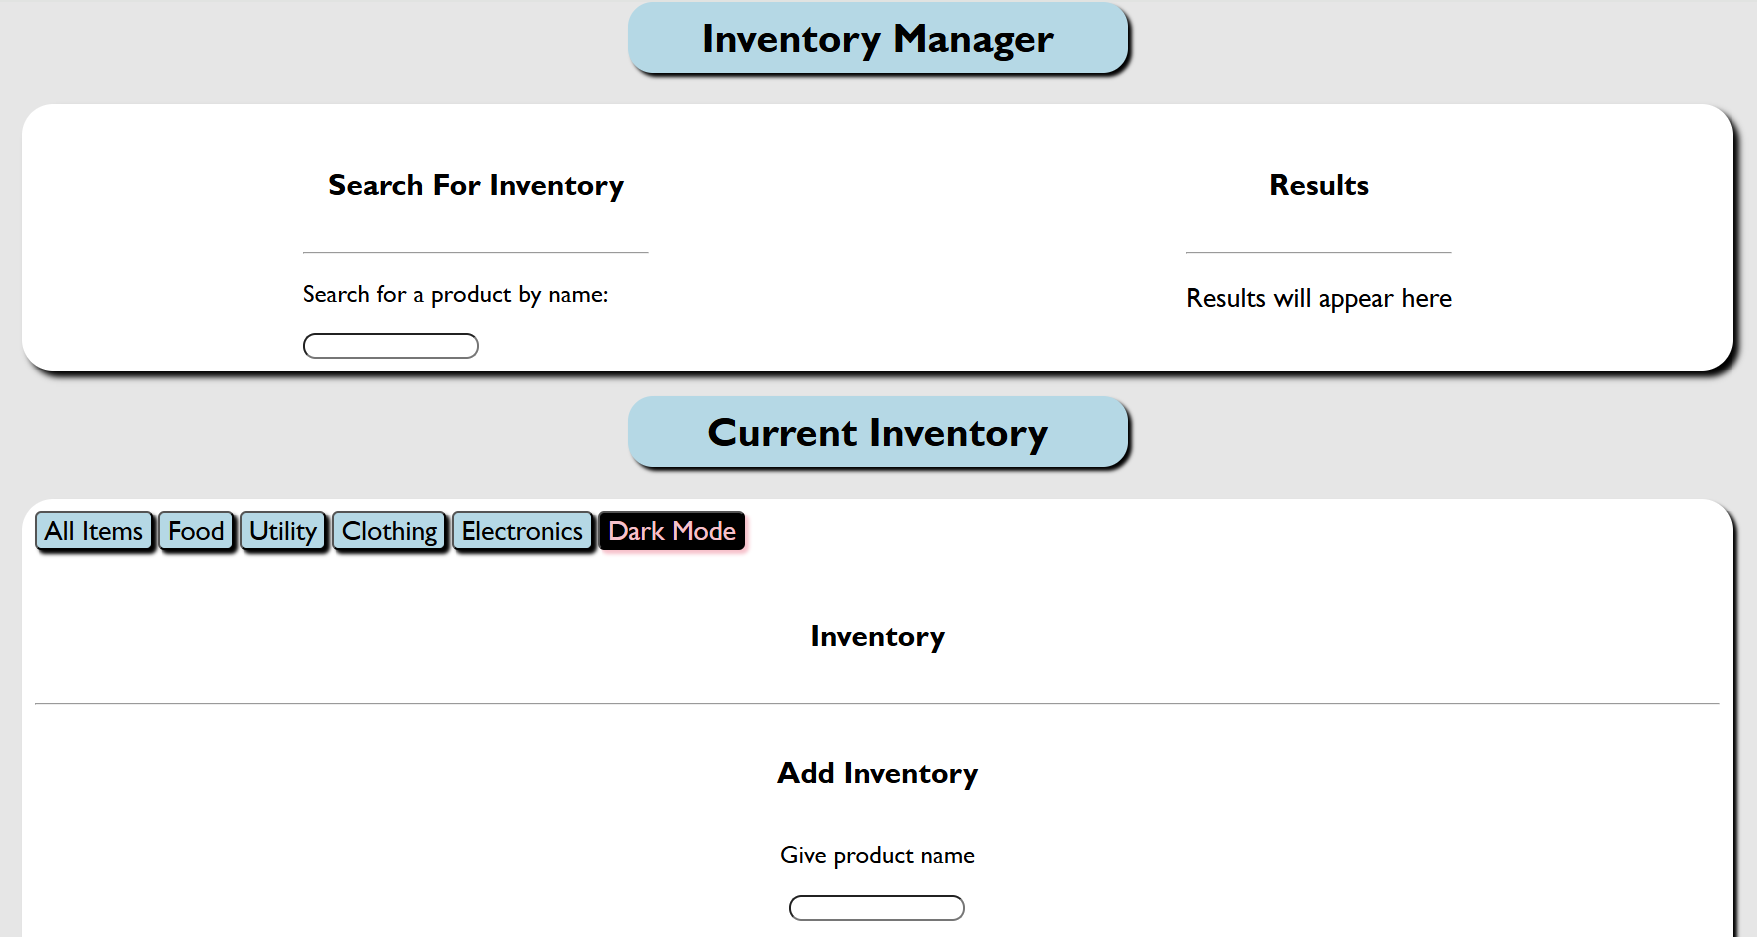 Inventory Manager
Search For Inventory
Search for a product by name:
Results
Results will appear here
Current Inventory
All Items Food Utility Clothing Electronics Dark Mode
Inventory
Add Inventory
Give product name